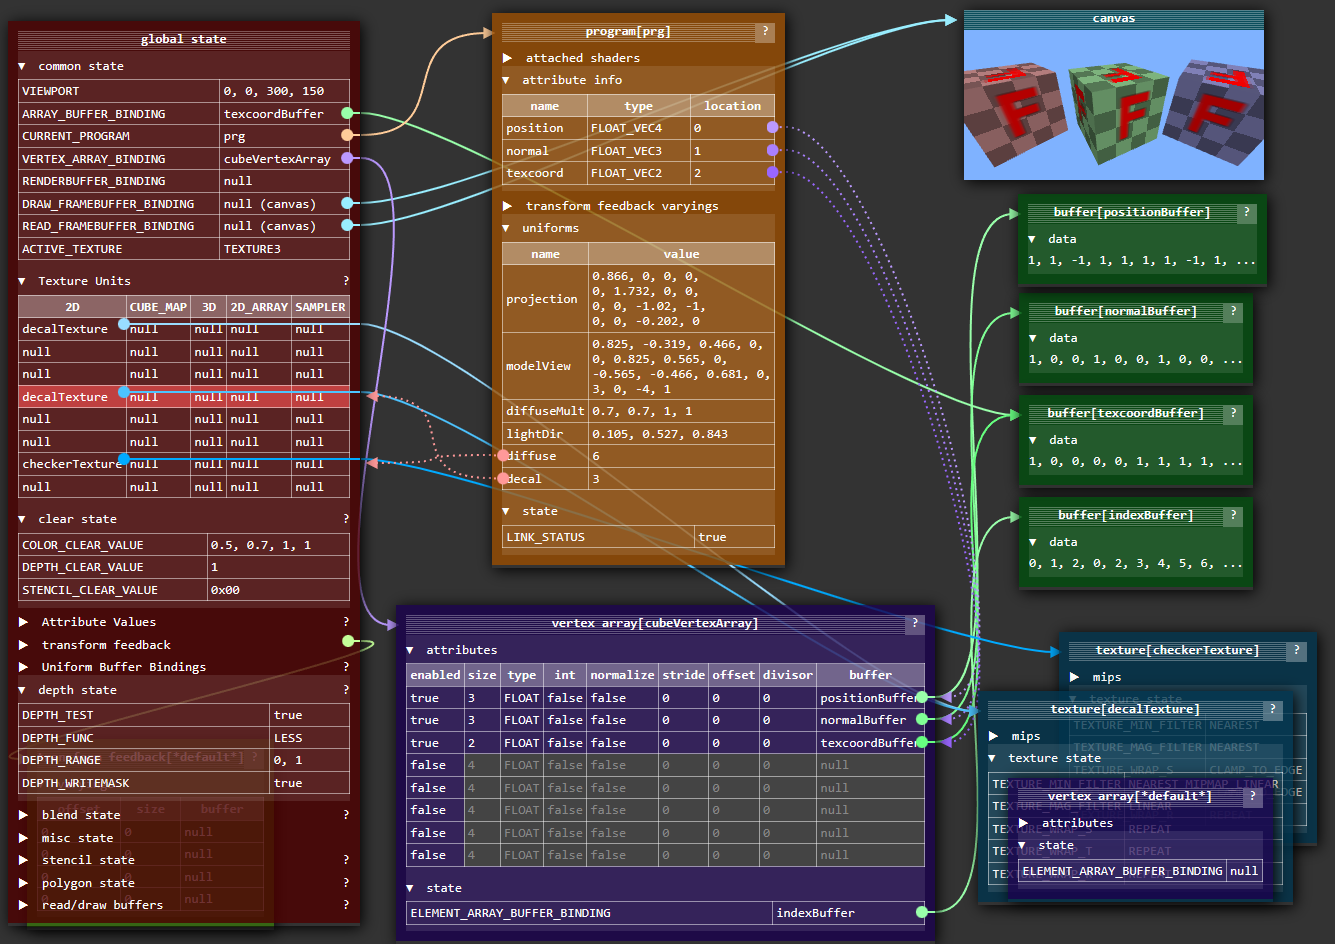 global state
▼ common state
VIEWPORT 0, 0, 300, 150
ARRAY_BUFFER_BINDING texcoordBuffer
CURRENT_PROGRAM prg
VERTEX_ARRAY_BINDING cubeVertexArray
RENDERBUFFER_BINDING null
DRAW_FRAMEBUFFER_BINDING null (canvas)
READ_FRAMEBUFFER_BINDING null (canvas)
ACTIVE_TEXTURE TEXTURE3
▼ Texture Units ?
2D CUBE_MAP 3D 2D_ARRAY SAMPLER
decalTexture null null null null
null null null null null
null null null null null
decalTexture null null null null
null null null null null
null null null null null
checkerTexture null null null null
null null null null null
▼ clear state ?
COLOR_CLEAR_VALUE 0.5, 0.7, 1, 1
DEPTH_CLEAR_VALUE 1
STENCIL_CLEAR_VALUE 0x00
▶ Attribute Values ?
▶ transform feedback
▶ Uniform Buffer Bindings ?
▼ depth state ?
DEPTH_TEST true
DEPTH_FUNC LESS
DEPTH_RANGE 0, 1
DEPTH_WRITEMASK true
▶ blend state ?
▶ misc state
▶ stencil state ?
▶ polygon state ?
▶ read/draw buffers ?
feedback[*default*] ?
offset size buffer
0 0 null
0 0 null
0 0 null
0 0 null
program[prg] ?
▶ attached shaders
▼ attribute info
name type location
position FLOAT_VEC4 0
normal FLOAT_VEC3 1
texcoord FLOAT_VEC2 2
▶ transform feedback varyings
▼ uniforms
name value
projection 0.866, 0, 0, 0,
0, 1.732, 0, 0,
0, 0, -1.02, -1,
0, 0, -0.202, 0
modelView 0.825, -0.319, 0.466, 0,
0, 0.825, 0.565, 0,
-0.565, -0.466, 0.681, 0,
3, 0, -4, 1
diffuseMult 0.7, 0.7, 1, 1
lightDir 0.105, 0.527, 0.843
diffuse 6
decal 3
▼ state
LINK_STATUS true
vertex array[cubeVertexArray] ?
▼ attributes
enabled size type int normalize stride offset divisor buffer
true 3 FLOAT false false 0 0 0 positionBuffer
true 3 FLOAT false false 0 0 0 normalBuffer
true 2 FLOAT false false 0 0 0 texcoordBuffer
false 4 FLOAT false false 0 0 0 null
false 4 FLOAT false false 0 0 0 null
false 4 FLOAT false false 0 0 0 null
false 4 FLOAT false false 0 0 0 null
false 4 FLOAT false false 0 0 0 null
▼ state
ELEMENT_ARRAY_BUFFER_BINDING indexBuffer
canvas
F F F
buffer[positionBuffer] ?
▼ data
1, 1, -1, 1, 1, 1, 1, -1, 1, ...
buffer[normalBuffer] ?
▼ data
1, 0, 0, 1, 0, 0, 1, 0, 0, ...
buffer[texcoordBuffer] ?
▼ data
1, 0, 0, 0, 0, 1, 1, 1, 1, ...
buffer[indexBuffer] ?
▼ data
0, 1, 2, 0, 2, 3, 4, 5, 6, ...
texture[checkerTexture] ?
▶ mips
▼ texture state
TEXTURE_MIN_FILTER NEAREST
TEXTURE_MAG_FILTER NEAREST
TEXTURE_WRAP_S CLAMP_TO_EDGE
texture[decalTexture] ?
▶ mips
▼ texture state
TEXTURE_MIN_FILTER NEAREST_MIPMAP_LINEAR
TEXTURE_MAG_FILTER LINEAR
TEXTURE_WRAP_S REPEAT
TEXTURE_WRAP_T REPEAT
vertex array[*default*] ?
▶ attributes
▼ state
ELEMENT_ARRAY_BUFFER_BINDING null